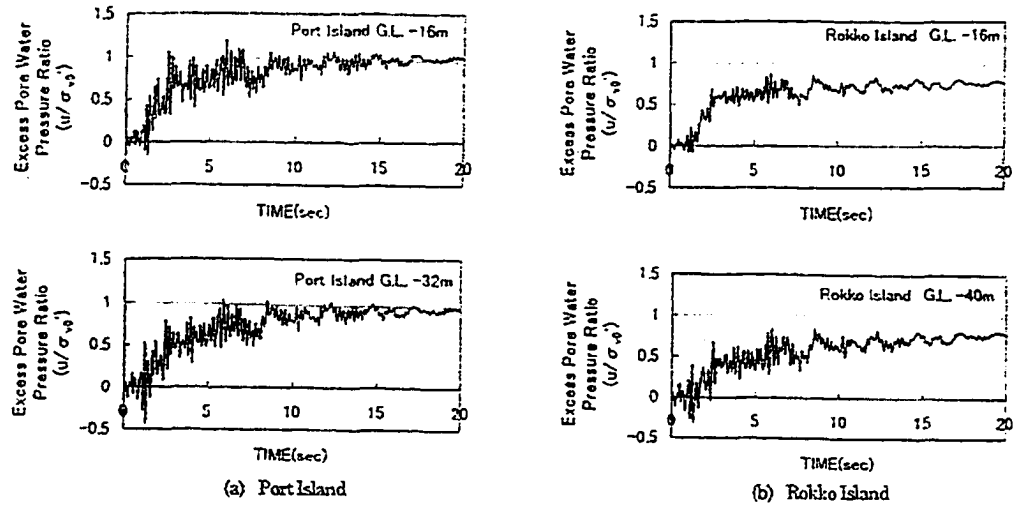 1.5
Port Island G.L. -16m
1
0.5
0
-0.5
0
5
10
15
20
TIME(sec)
Excess Pore Water
Pressure Ratio
(u/σv0')
1.5
Rokko Island G.L. -16m
1
0.5
0
-0.5
0
5
10
15
20
TIME(sec)
Excess Pore Water
Pressure Ratio
(u/σv0')
1.5
Port Island G.L. -32m
1
0.5
0
-0.5
0
5
10
15
20
TIME(sec)
Excess Pore Water
Pressure Ratio
(u/σv0')
(a) Port Island
1.5
Rokko Island G.L. -40m
1
0.5
0
-0.5
0
5
10
15
20
TIME(sec)
Excess Pore Water
Pressure Ratio
(u/σv0')
(b) Rokko Island